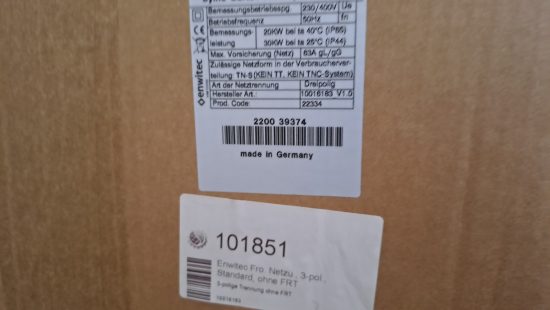 Bemessungsbetriebsspg. 230/400V Ue
Betriebsfrequenz 50Hz fn
Bemessungs- 20KW bei ta 40°C (IP65)
leistung 30KW bei ta 25°C (IP44)
Max. Vorsicherung (Netz) 63A gL/gG
Zulässige Netzform in der Verbraucherver-
teilung: TN-S (KEIN TT, KEIN TNC-System)
Art der Netztrennung Dreipolig
Hersteller Art.: 10016183 V1.0
Prod. Code: 22334
enwitec
2200 39374
made in Germany
101851
Enwitec Fro. Netzu., 3-pol
Standard, ohne FRT
3-polige Trennung ohne FRT
10016183